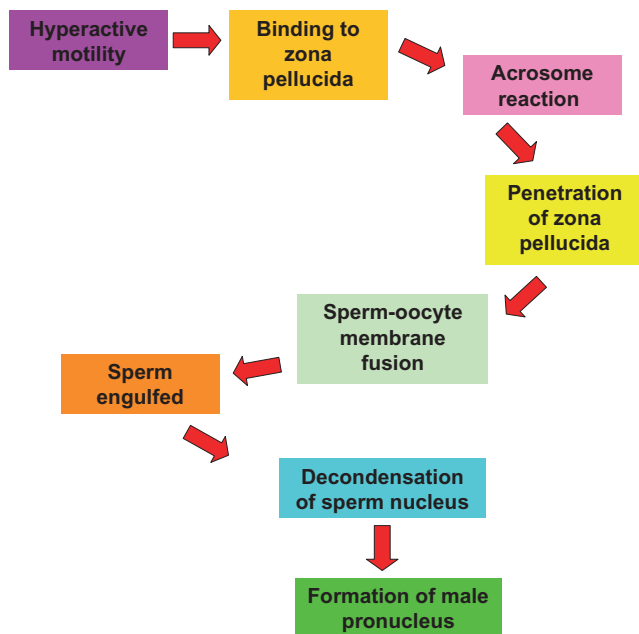 Hyperactive
motility
Binding to
zona
pellucida
Acrosome
reaction
Penetration
of zona
pellucida
Sperm-oocyte
membrane
fusion
Sperm
engulfed
Decondensation
of sperm nucleus
Formation of male
pronucleus